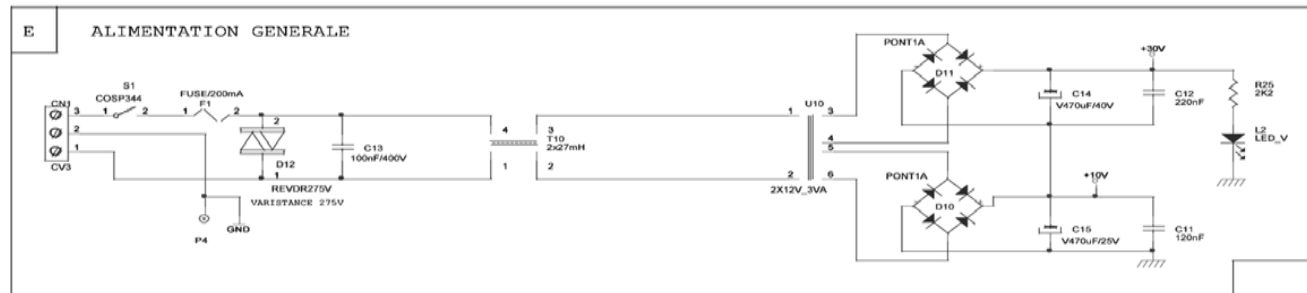 E ALIMENTATION GENERALE
PONT1A
+30V
S1
COSP344
FUSE/200mA
CN1
3 1 2 1 F1 2
D11
R25
2K2
U10
C14
V470uF/40V
C12
220nF
2
2
4 3
T10
2x27mH
1 3
4
L2
LED_V
C13
100nF/400V
1
5
D12
1 2
PONT1A
CV3
1
REVDR275V
2 6
+10V
VARISTANCE 275V
2X12V_3VA
D10
P4
GND
C15
V470uF/25V
C11
120nF